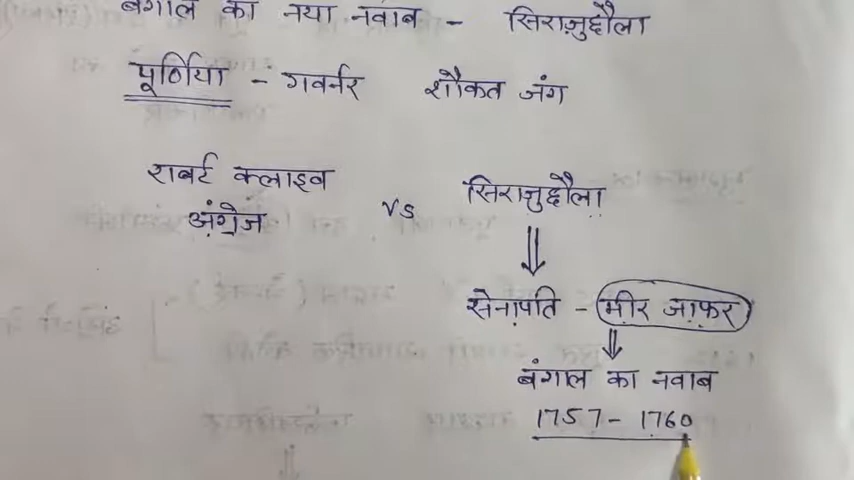 बंगाल का नया नवाब - सिराजुद्दौला
पूर्णिया - गवर्नर शौकत जंग
राबर्ट क्लाइव
अंग्रेज
vs
सिराजुद्दौला
सेनापति - मीर जाफर
बंगाल का नवाब
1757 - 1760